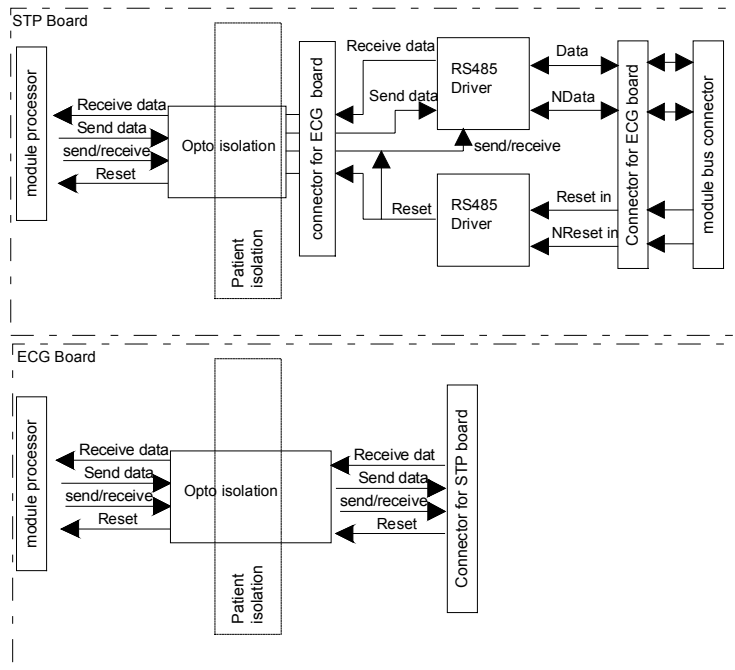 STP Board
module processor
Receive data
Send data
send/receive
Reset
Opto isolation
Patient
isolation
connector for ECG board
Receive data
Send data
RS485
Driver
send/receive
Reset
RS485
Driver
Data
NData
Reset in
NReset in
Connector for ECG board
module bus connector
ECG Board
module processor
Receive data
Send data
send/receive
Reset
Opto isolation
Patient
isolation
Receive dat
Send data
send/receive
Reset
Connector for STP board